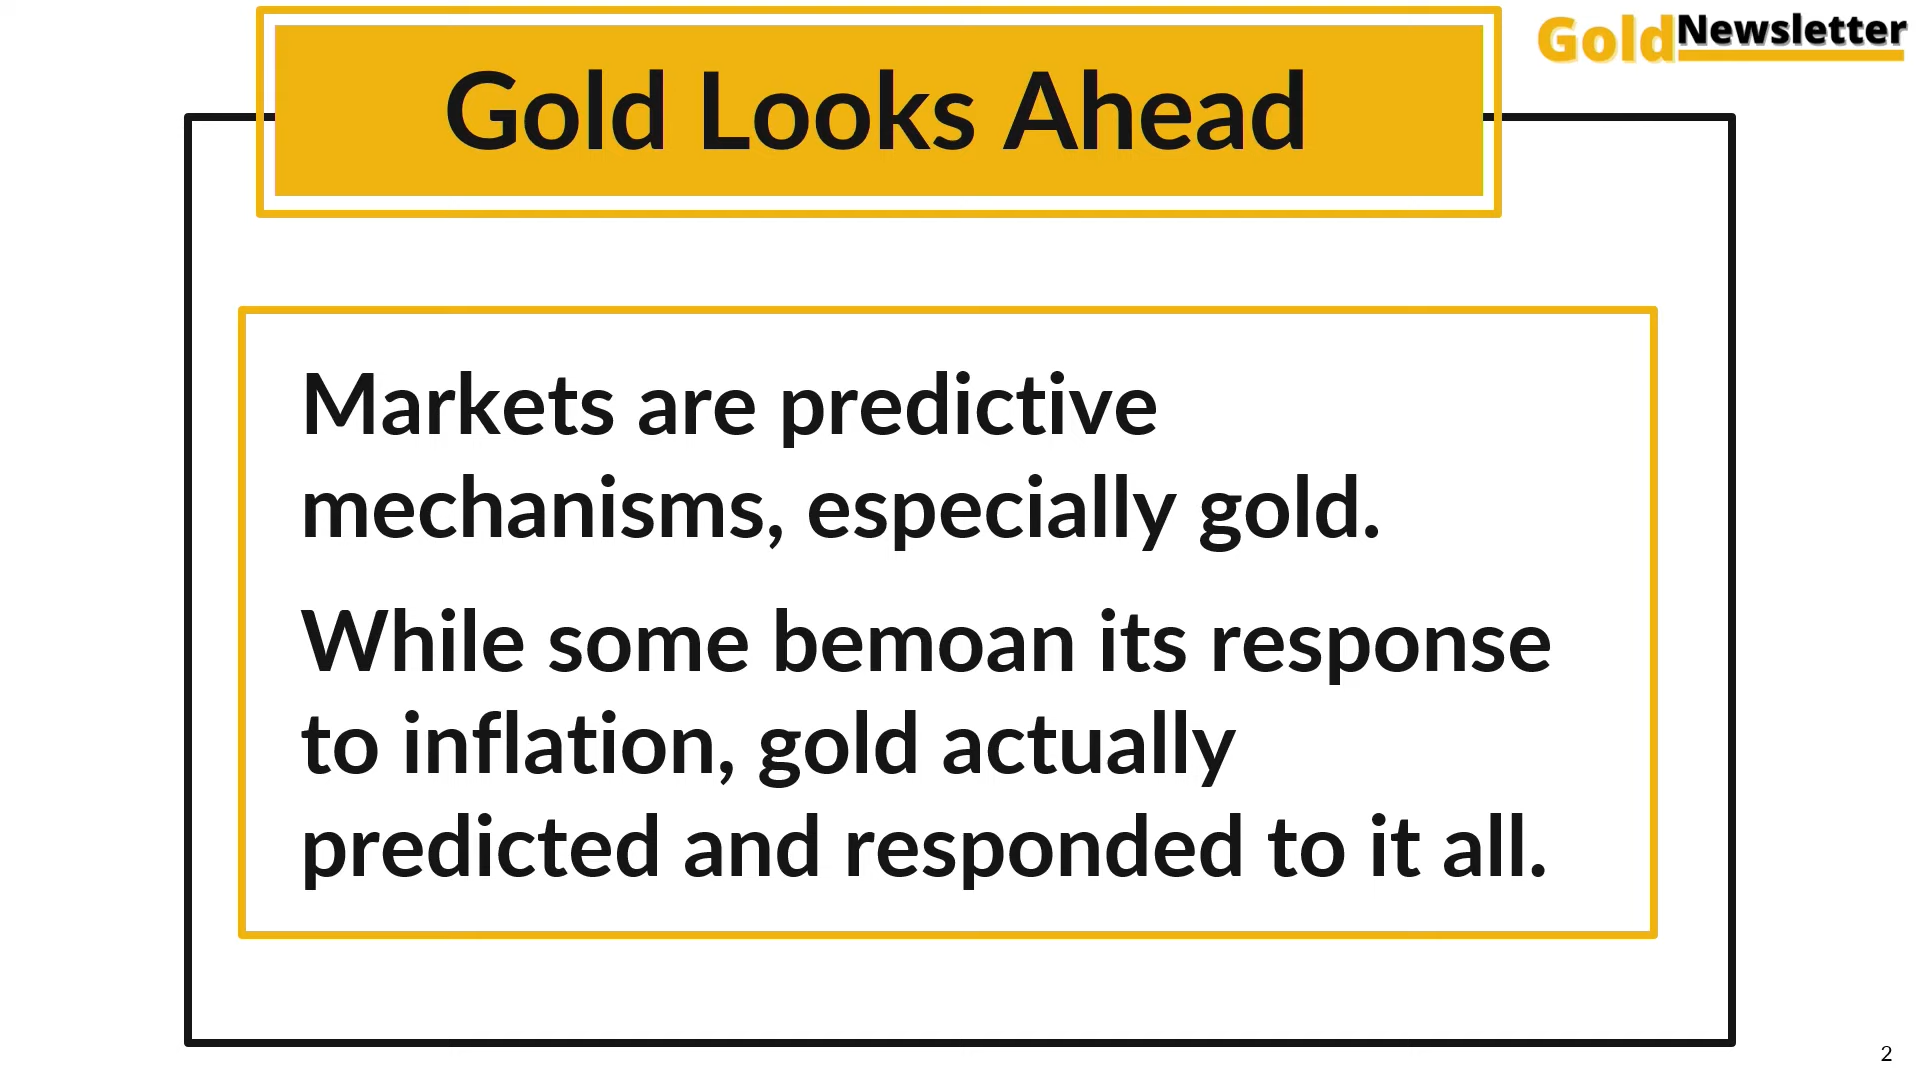 GoldNewsletter
Gold Looks Ahead
Markets are predictive
mechanisms, especially gold.
While some bemoan its response
to inflation, gold actually
predicted and responded to it all.
2